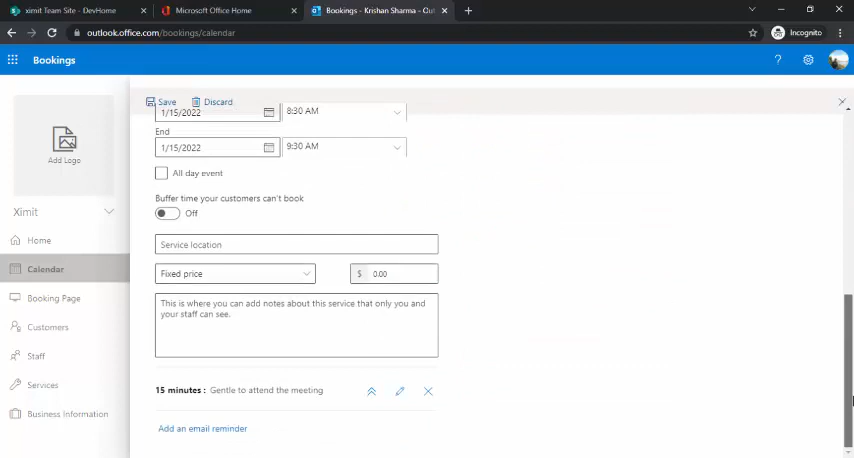 ximit Team Site - DevHome
Microsoft Office Home
Bookings - Krishan Sharma - Out
outlook.office.com/bookings/calendar
Incognito
Bookings
Add Logo
Ximit
Home
Calendar
Booking Page
Customers
Staff
Services
Business Information
Save Discard
1/15/2022 8:30 AM
End
1/15/2022 9:30 AM
All day event
Buffer time your customers can't book
Off
Service location
Fixed price $ 0.00
This is where you can add notes about this service that only you and
your staff can see.
15 minutes : Gentle to attend the meeting
Add an email reminder